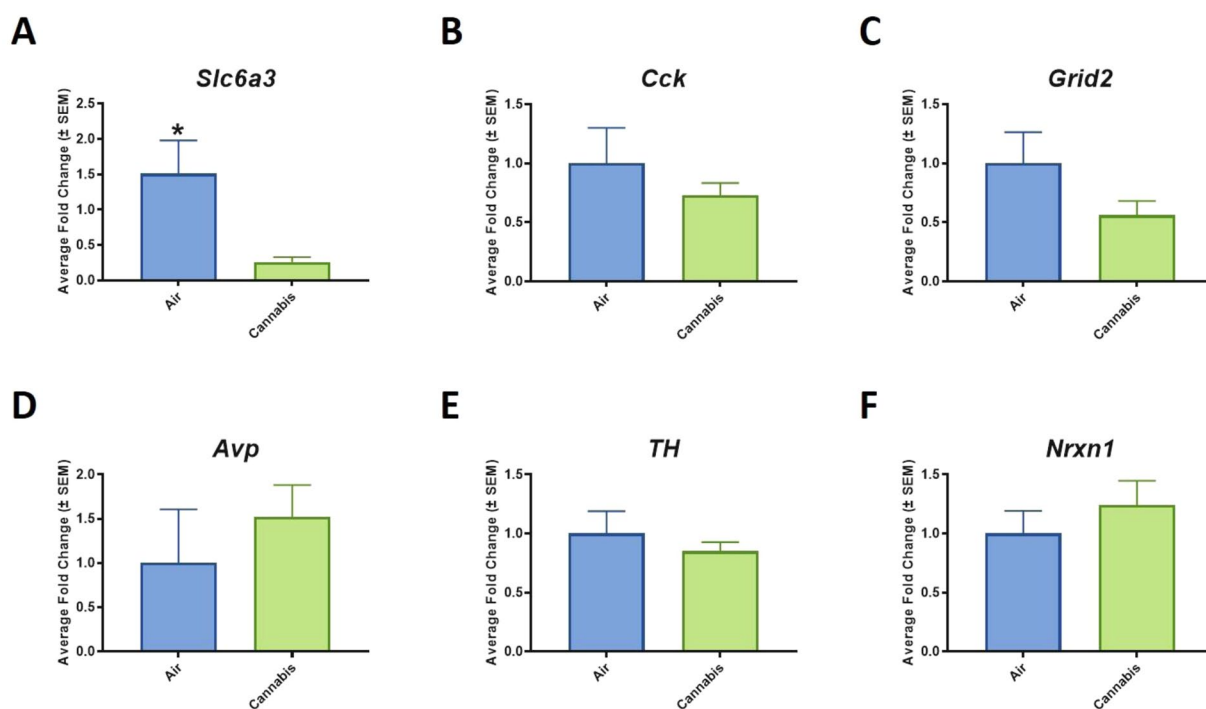 A
Slc6a3
Average Fold Change (± SEM)
2.5
2.0
1.5
1.0
0.5
0.0
*
Air
Cannabis
B
Cck
Average Fold Change (± SEM)
1.5
1.0
0.5
0.0
Air
Cannabis
C
Grid2
Average Fold Change (± SEM)
1.5
1.0
0.5
0.0
Air
Cannabis
D
Avp
Average Fold Change (± SEM)
2.0
1.5
1.0
0.5
0.0
Air
Cannabis
E
TH
Average Fold Change (± SEM)
1.5
1.0
0.5
0.0
Air
Cannabis
F
Nrxn1
Average Fold Change (± SEM)
1.5
1.0
0.5
0.0
Air
Cannabis